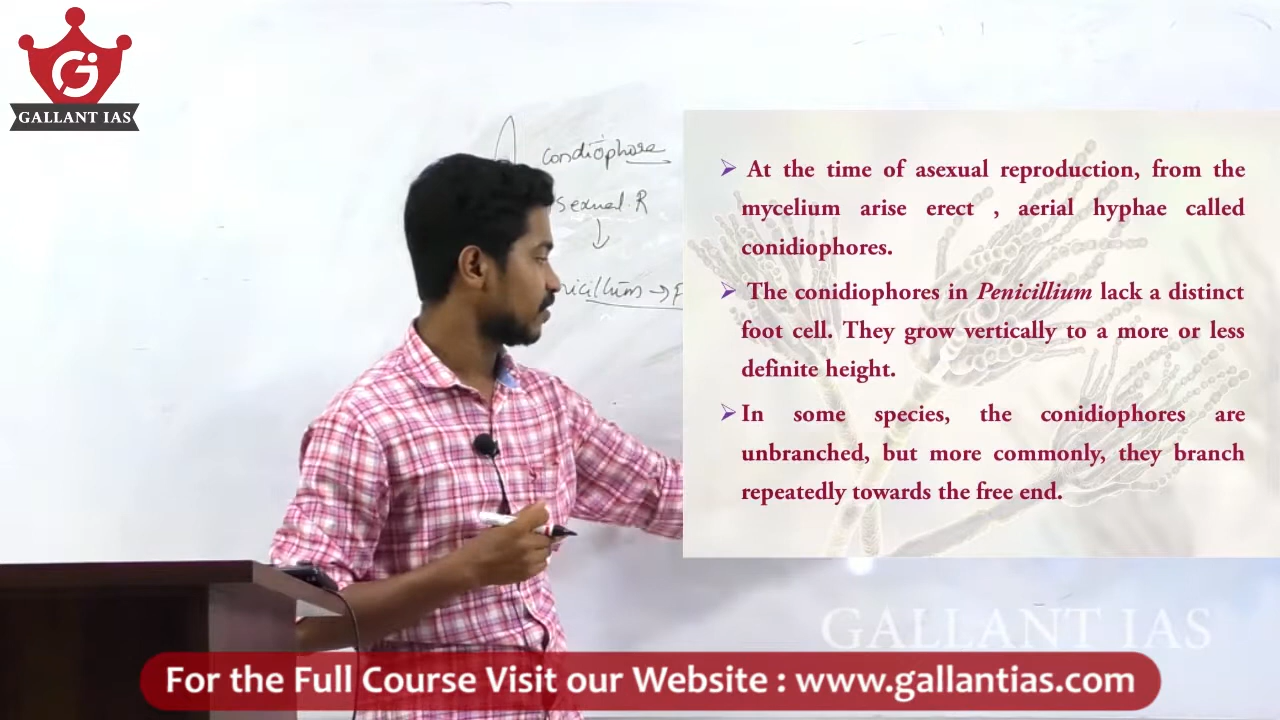 GALLANT IAS
conidiophore
sexual R
icillium → F
➢ At the time of asexual reproduction, from the
mycelium arise erect , aerial hyphae called
conidiophores.
➢ The conidiophores in Penicillium lack a distinct
foot cell. They grow vertically to a more or less
definite height.
➢ In some species, the conidiophores are
unbranched, but more commonly, they branch
repeatedly towards the free end.
GALLANT IAS
For the Full Course Visit our Website : www.gallantias.com